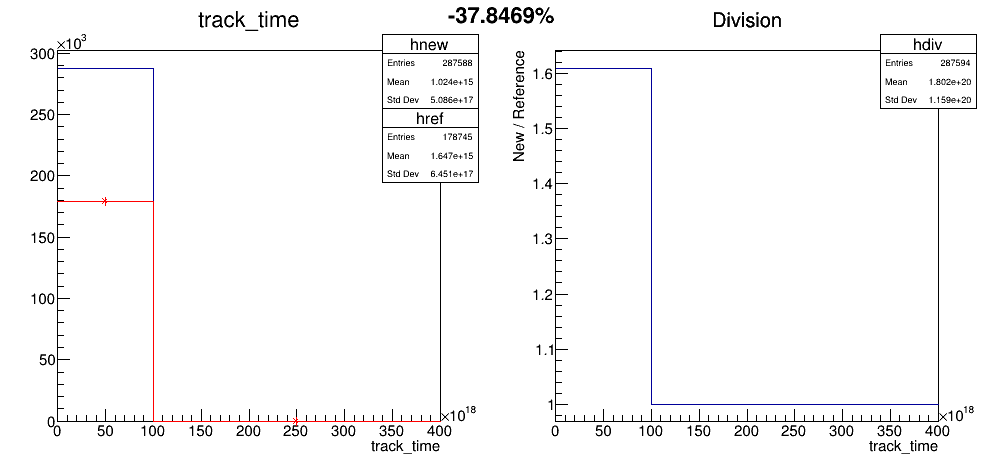 -37.8469%
track_time
×10³
300
250
200
150
100
50
0
0 50 100 150 200 250 300 350 400
×10¹⁸
track_time
hnew
Entries 287588
Mean 1.024e+15
Std Dev 5.086e+17
href
Entries 178745
Mean 1.647e+15
Std Dev 6.451e+17
Division
New / Reference
1.6
1.5
1.4
1.3
1.2
1.1
1
0 50 100 150 200 250 300 350 400
×10¹⁸
track_time
hdiv
Entries 287594
Mean 1.802e+20
Std Dev 1.159e+20